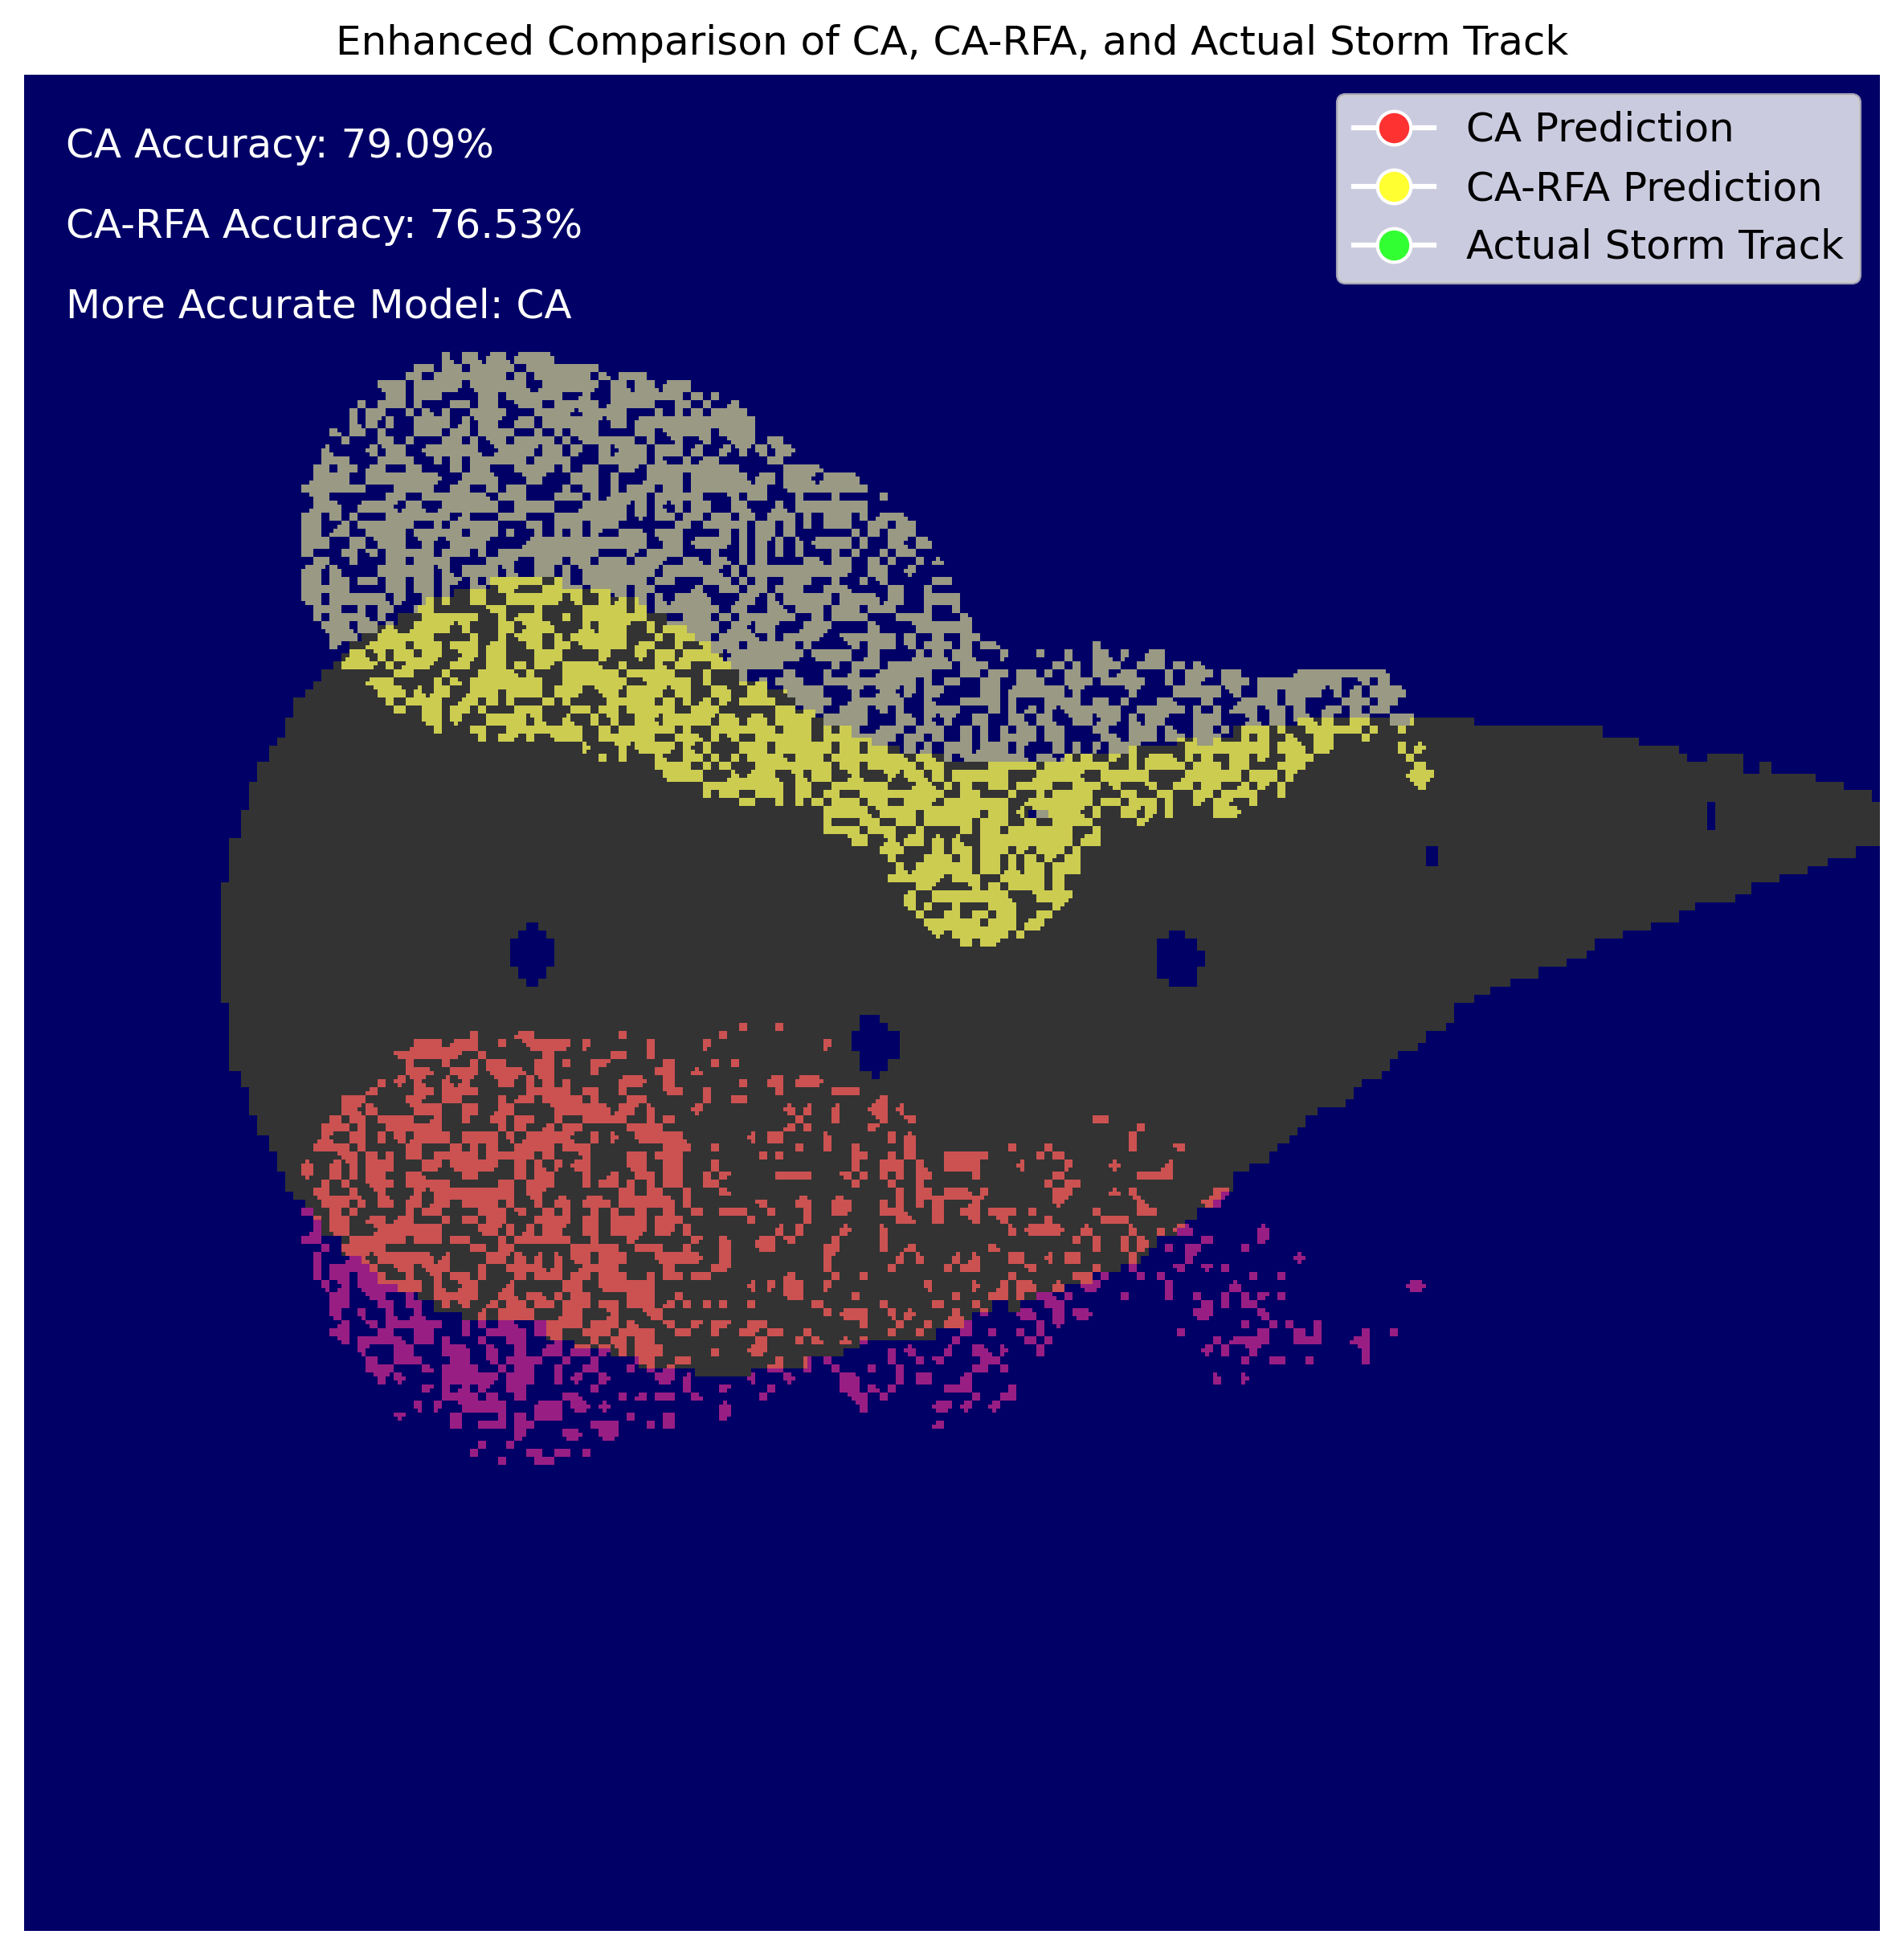 Enhanced Comparison of CA, CA-RFA, and Actual Storm Track
CA Accuracy: 79.09%
CA-RFA Accuracy: 76.53%
More Accurate Model: CA
CA Prediction
CA-RFA Prediction
Actual Storm Track